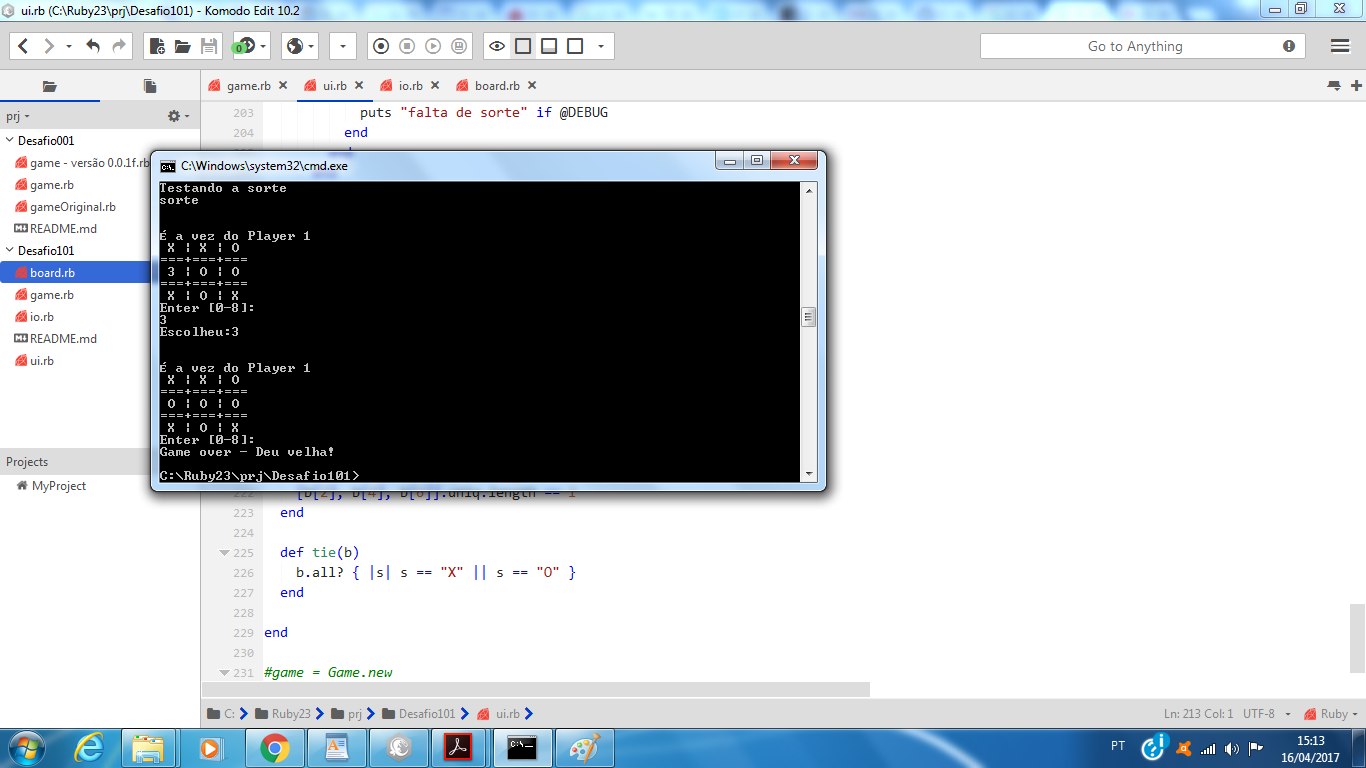 ui.rb (C:\Ruby23\prj\Desafio101) - Komodo Edit 10.2
0
Go to Anything
game.rb
ui.rb
io.rb
board.rb
prj
Desafio001
game - versão 0.0.1f.rb
game.rb
gameOriginal.rb
README.md
Desafio101
board.rb
game.rb
io.rb
README.md
ui.rb
Projects
MyProject
203 puts "falta de sorte" if @DEBUG
204 end
C:\Windows\system32\cmd.exe
Testando a sorte
sorte
É a vez do Player 1
X ¦ X ¦ O
===+===+===
3 ¦ O ¦ O
===+===+===
X ¦ O ¦ X
Enter [0-8]:
3
Escolheu:3
É a vez do Player 1
X ¦ X ¦ O
===+===+===
O ¦ O ¦ O
===+===+===
X ¦ O ¦ X
Enter [0-8]:
Game over - Deu velha!
C:\Ruby23\prj\Desafio101>
222 [b[2], b[4], b[6]].uniq.length == 1
223 end
224
225 def tie(b)
226 b.all? { |s| s == "X" || s == "O" }
227 end
228
229 end
230
231 #game = Game.new
C: Ruby23 prj Desafio101 ui.rb
Ln: 213 Col: 1 UTF-8 Ruby
PT
15:13
16/04/2017